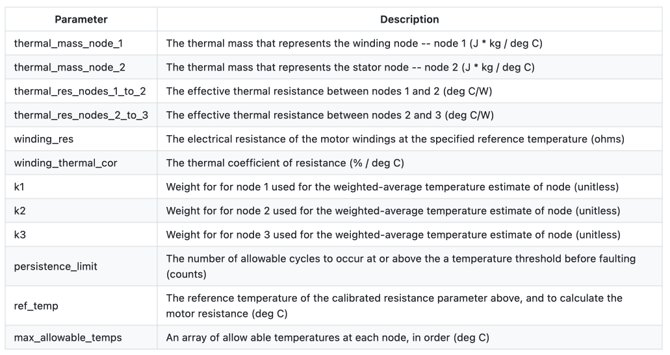 Parameter Description
thermal_mass_node_1 The thermal mass that represents the winding node -- node 1 (J * kg / deg C)
thermal_mass_node_2 The thermal mass that represents the stator node -- node 2 (J * kg / deg C)
thermal_res_nodes_1_to_2 The effective thermal resistance between nodes 1 and 2 (deg C/W)
thermal_res_nodes_2_to_3 The effective thermal resistance between nodes 2 and 3 (deg C/W)
winding_res The electrical resistance of the motor windings at the specified reference temperature (ohms)
winding_thermal_cor The thermal coefficient of resistance (% / deg C)
k1 Weight for for node 1 used for the weighted-average temperature estimate of node (unitless)
k2 Weight for for node 2 used for the weighted-average temperature estimate of node (unitless)
k3 Weight for for node 3 used for the weighted-average temperature estimate of node (unitless)
persistence_limit The number of allowable cycles to occur at or above the a temperature threshold before faulting
(counts)
ref_temp The reference temperature of the calibrated resistance parameter above, and to calculate the
motor resistance (deg C)
max_allowable_temps An array of allow able temperatures at each node, in order (deg C)